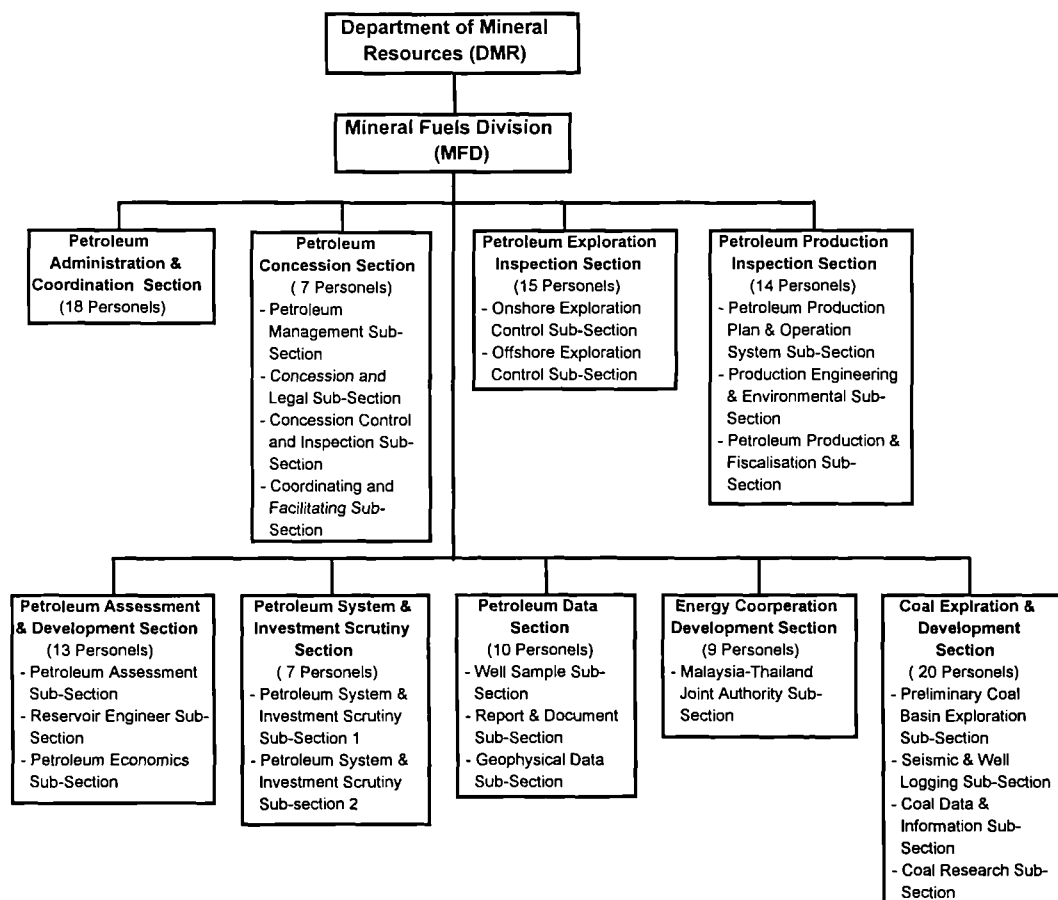 Department of Mineral
Resources (DMR)
Mineral Fuels Division
(MFD)
Petroleum
Administration &
Coordination Section
(18 Personels)
Petroleum
Concession Section
( 7 Personels)
- Petroleum
Management Sub-
Section
- Concession and
Legal Sub-Section
- Concession Control
and Inspection Sub-
Section
- Coordinating and
Facilitating Sub-
Section
Petroleum Exploration
Inspection Section
(15 Personels)
- Onshore Exploration
Control Sub-Section
- Offshore Exploration
Control Sub-Section
Petroleum Production
Inspection Section
(14 Personels)
- Petroleum Production
Plan & Operation
System Sub-Section
- Production Engineering
& Environmental Sub-
Section
- Petroleum Production &
Fiscalisation Sub-
Section
Petroleum Assessment
& Development Section
(13 Personels)
- Petroleum Assessment
Sub-Section
- Reservoir Engineer Sub-
Section
- Petroleum Economics
Sub-Section
Petroleum System &
Investment Scrutiny
Section
(7 Personels)
- Petroleum System &
Investment Scrutiny
Sub-Section 1
- Petroleum System &
Investment Scrutiny
Sub-section 2
Petroleum Data
Section
(10 Personels)
- Well Sample Sub-
Section
- Report & Document
Sub-Section
- Geophysical Data
Sub-Section
Energy Coorperation
Development Section
(9 Personels)
- Malaysia-Thailand
Joint Authority Sub-
Section
Coal Explration &
Development
Section
( 20 Personels)
- Preliminary Coal
Basin Exploration
Sub-Section
- Seismic & Well
Logging Sub-Section
- Coal Data &
Information Sub-
Section
- Coal Research Sub-
Section